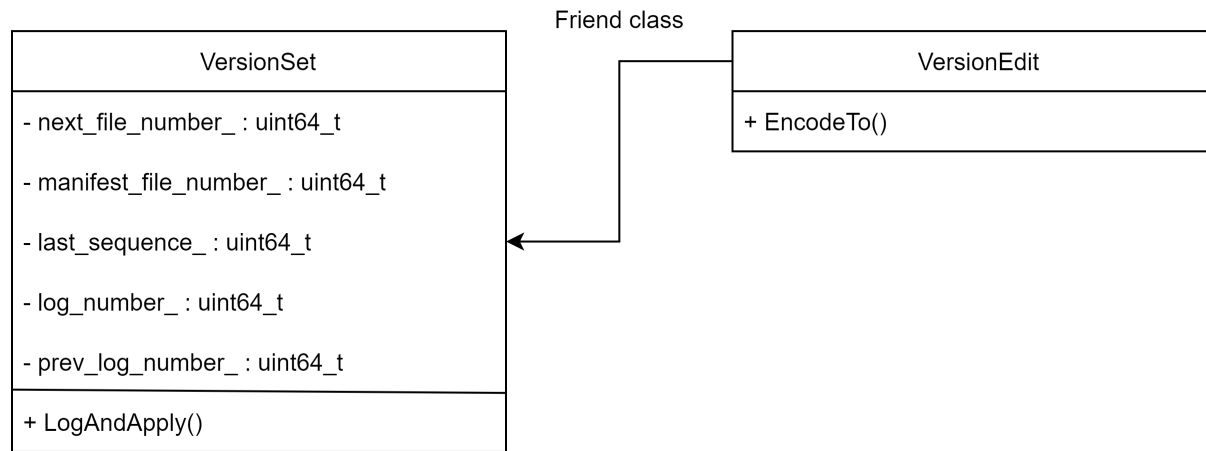 Friend class
VersionSet
- next_file_number_ : uint64_t
- manifest_file_number_ : uint64_t
- last_sequence_ : uint64_t
- log_number_ : uint64_t
- prev_log_number_ : uint64_t
+ LogAndApply()
VersionEdit
+ EncodeTo()